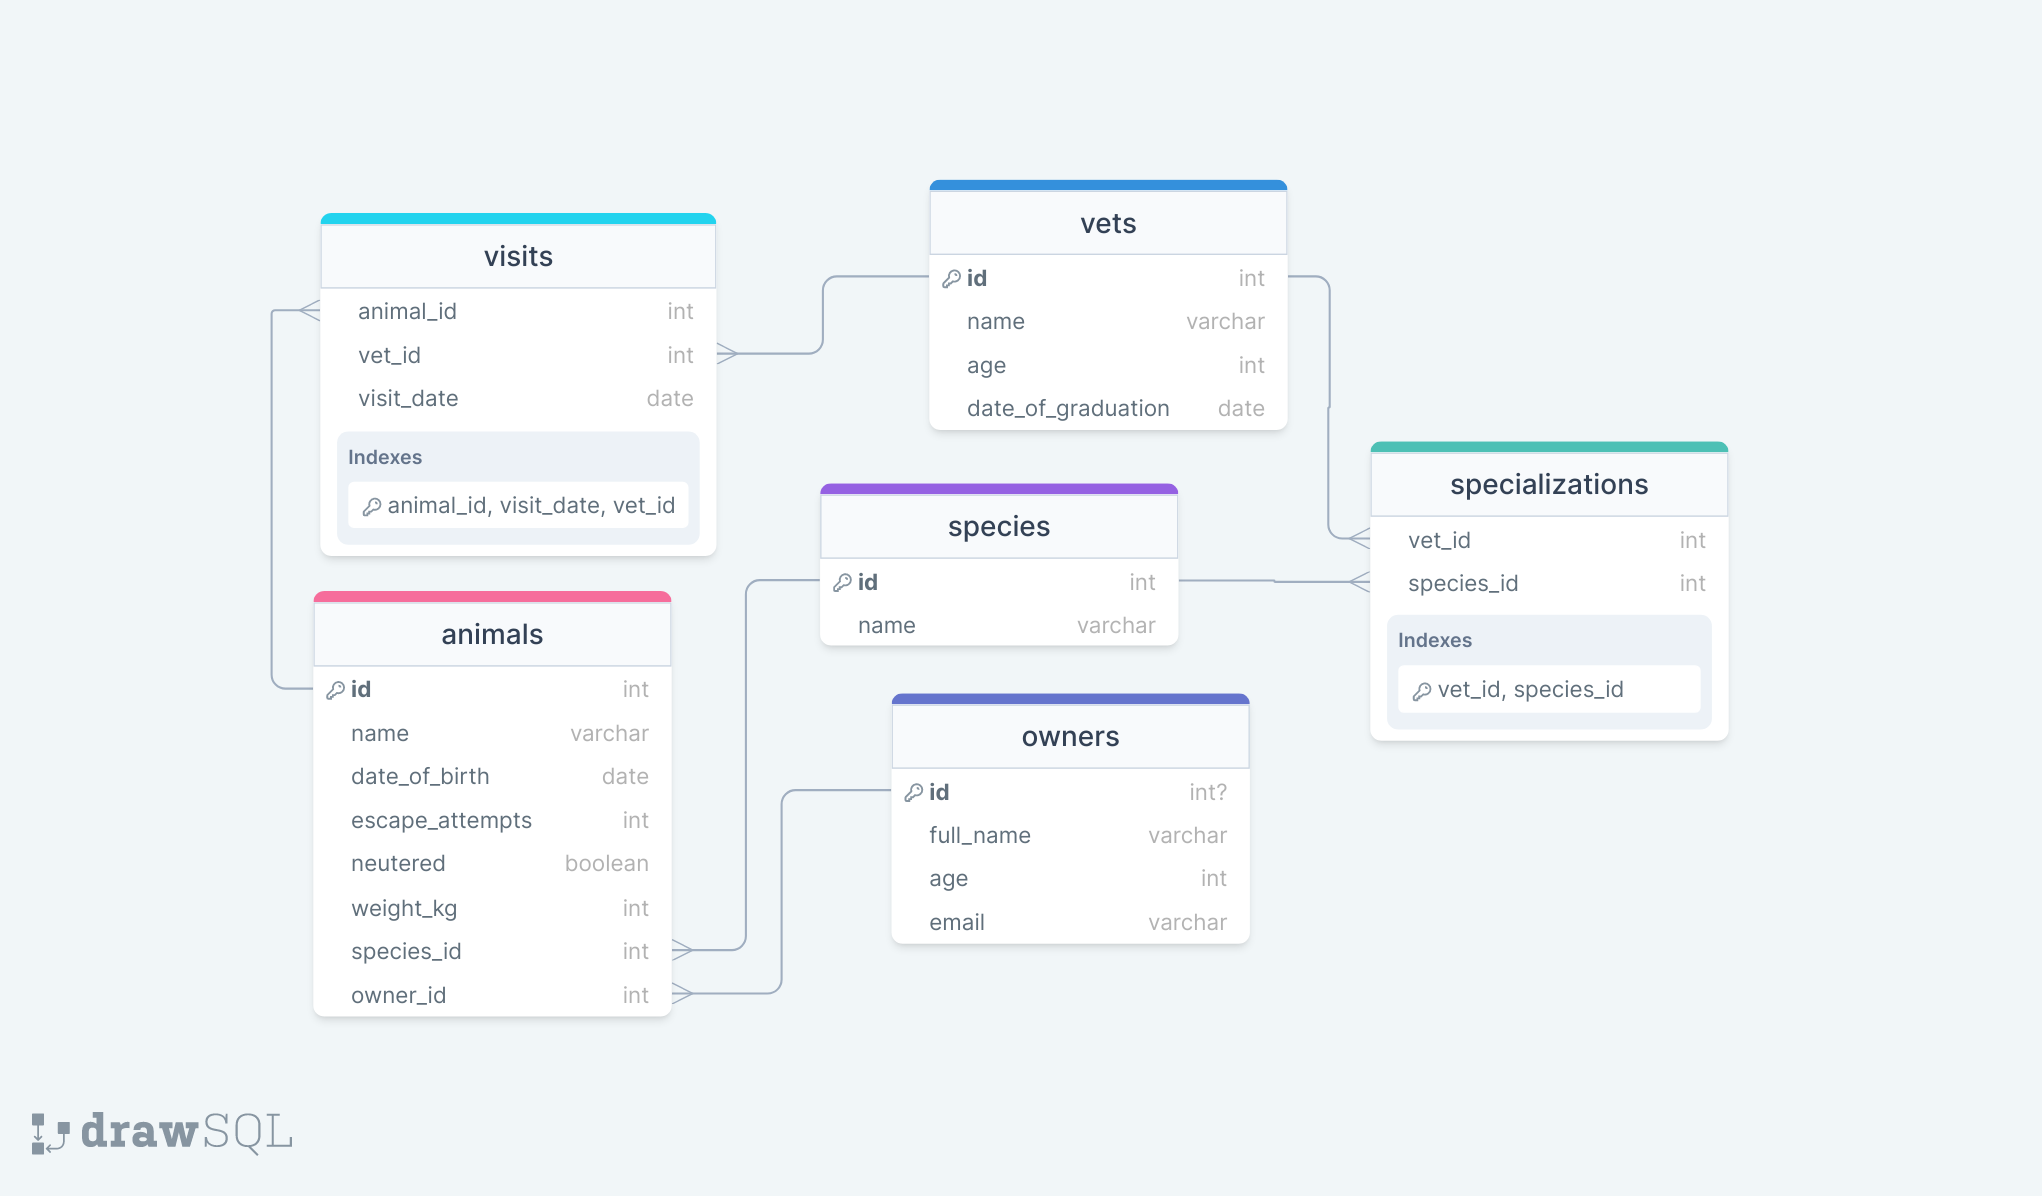 visits
animal_id int
vet_id int
visit_date date
Indexes
animal_id, visit_date, vet_id
vets
id int
name varchar
age int
date_of_graduation date
species
id int
name varchar
specializations
vet_id int
species_id int
Indexes
vet_id, species_id
animals
id int
name varchar
date_of_birth date
escape_attempts int
neutered boolean
weight_kg int
species_id int
owner_id int
owners
id int?
full_name varchar
age int
email varchar
drawSQL